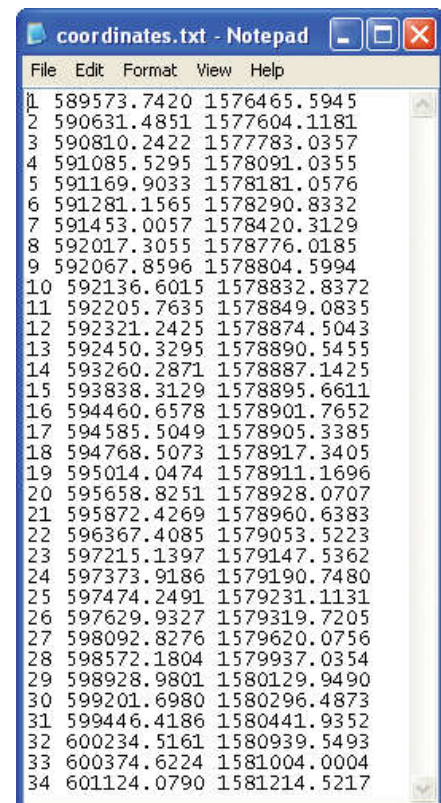 coordinates.txt - Notepad
File Edit Format View Help
1 589573.7420 1576465.5945
2 590631.4851 1577604.1181
3 590810.2422 1577783.0357
4 591085.5295 1578091.0355
5 591169.9033 1578181.0576
6 591281.1565 1578290.8332
7 591453.0057 1578420.3129
8 592017.3055 1578776.0185
9 592067.8596 1578804.5994
10 592136.6015 1578832.8372
11 592205.7635 1578849.0835
12 592321.2425 1578874.5043
13 592450.3295 1578890.5455
14 593260.2871 1578887.1425
15 593838.3129 1578895.6611
16 594460.6578 1578901.7652
17 594585.5049 1578905.3385
18 594768.5073 1578917.3405
19 595014.0474 1578911.1696
20 595658.8251 1578928.0707
21 595872.4269 1578960.6383
22 596367.4085 1579053.5223
23 597215.1397 1579147.5362
24 597373.9186 1579190.7480
25 597474.2491 1579231.1131
26 597629.9327 1579319.7205
27 598092.8276 1579620.0756
28 598572.1804 1579937.0354
29 598928.9801 1580129.9490
30 599201.6980 1580296.4873
31 599446.4186 1580441.9352
32 600234.5161 1580939.5493
33 600374.6224 1581004.0004
34 601124.0790 1581214.5217